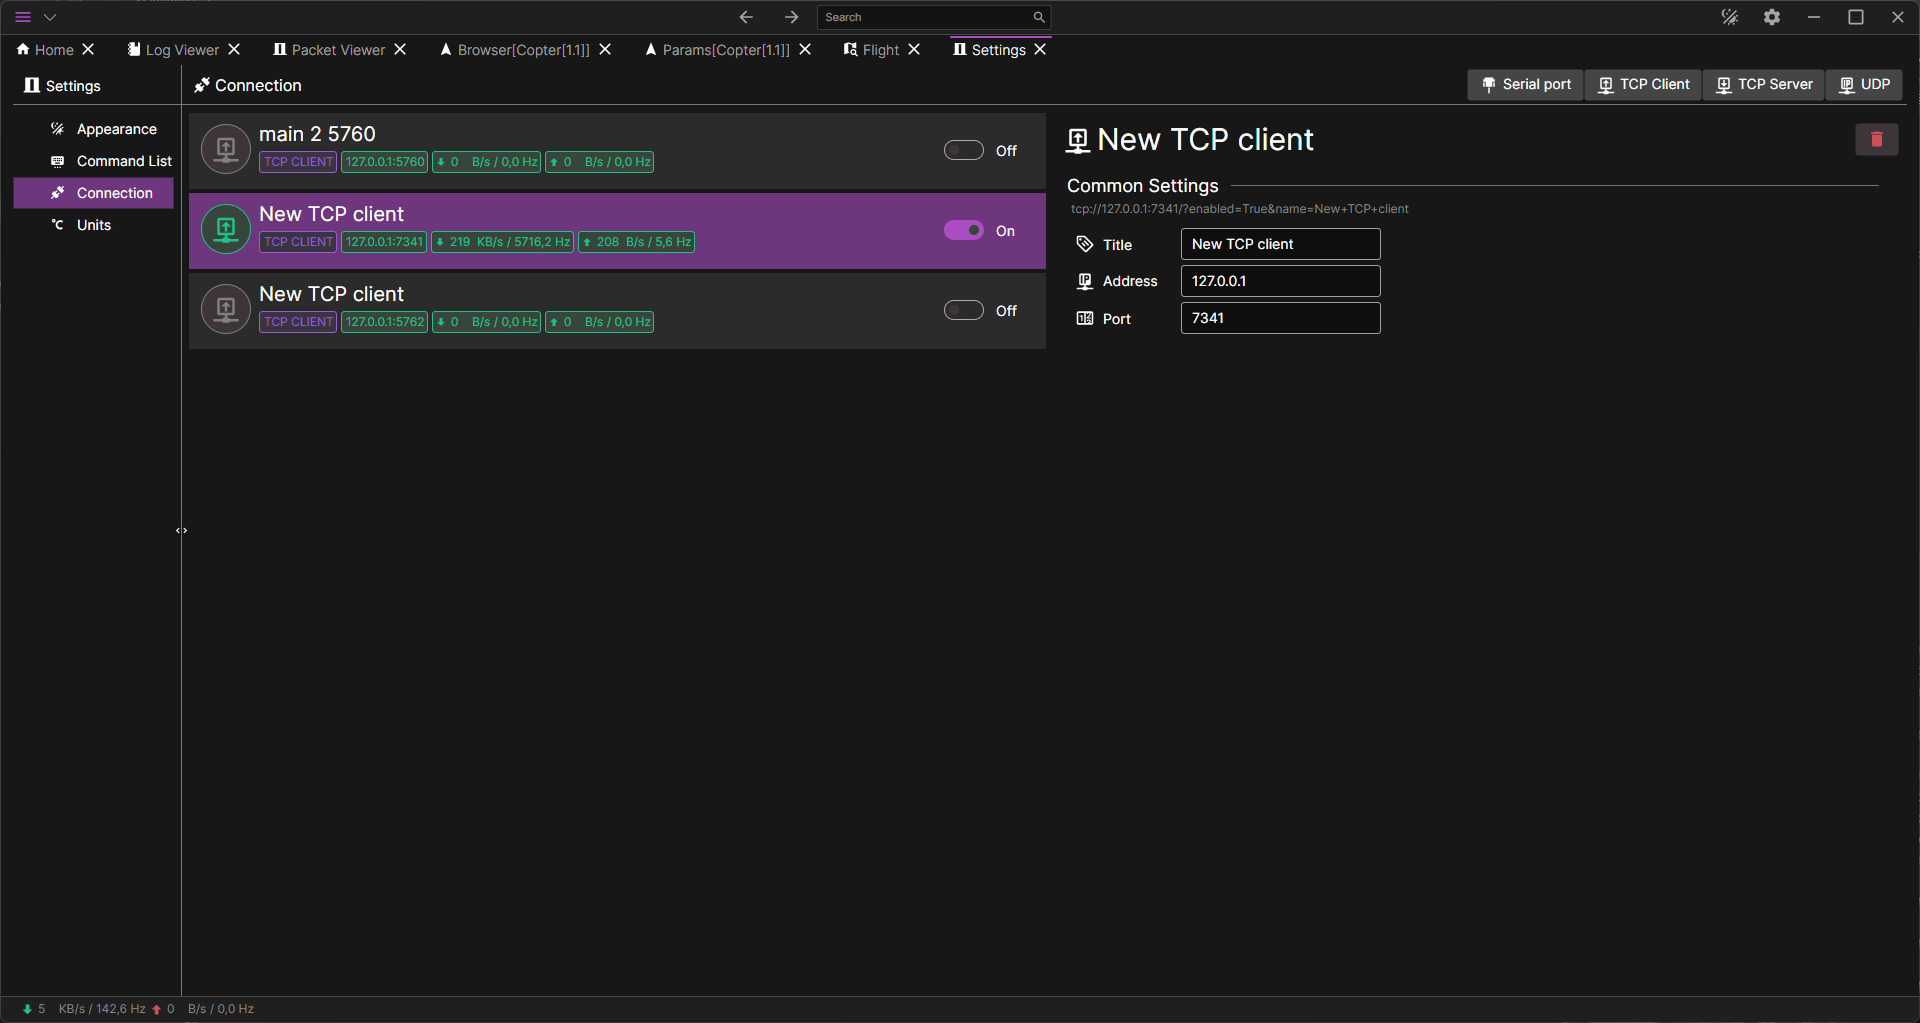 Search
Home
Log Viewer
Packet Viewer
Browser[Copter[1.1]]
Params[Copter[1.1]]
Flight
Settings
Settings
Appearance
Command List
Connection
°C Units
Connection
Serial port
TCP Client
TCP Server
UDP
main 2 5760
TCP CLIENT 127.0.0.1:5760 0 B/s / 0,0 Hz 0 B/s / 0,0 Hz
Off
New TCP client
TCP CLIENT 127.0.0.1:7341 219 KB/s / 5716,2 Hz 208 B/s / 5,6 Hz
On
New TCP client
TCP CLIENT 127.0.0.1:5762 0 B/s / 0,0 Hz 0 B/s / 0,0 Hz
Off
New TCP client
Common Settings
tcp://127.0.0.1:7341/?enabled=True&name=New+TCP+client
Title New TCP client
Address 127.0.0.1
Port 7341
5 KB/s / 142,6 Hz 0 B/s / 0,0 Hz